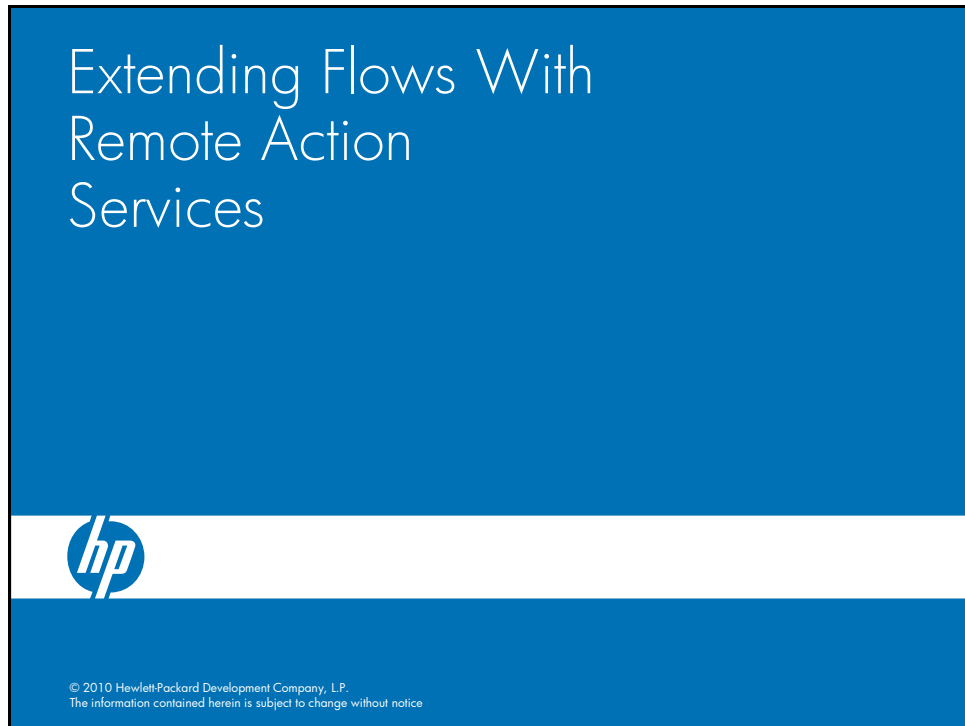 Extending Flows With
Remote Action
Services
hp
© 2010 Hewlett-Packard Development Company, L.P.
The information contained herein is subject to change without notice